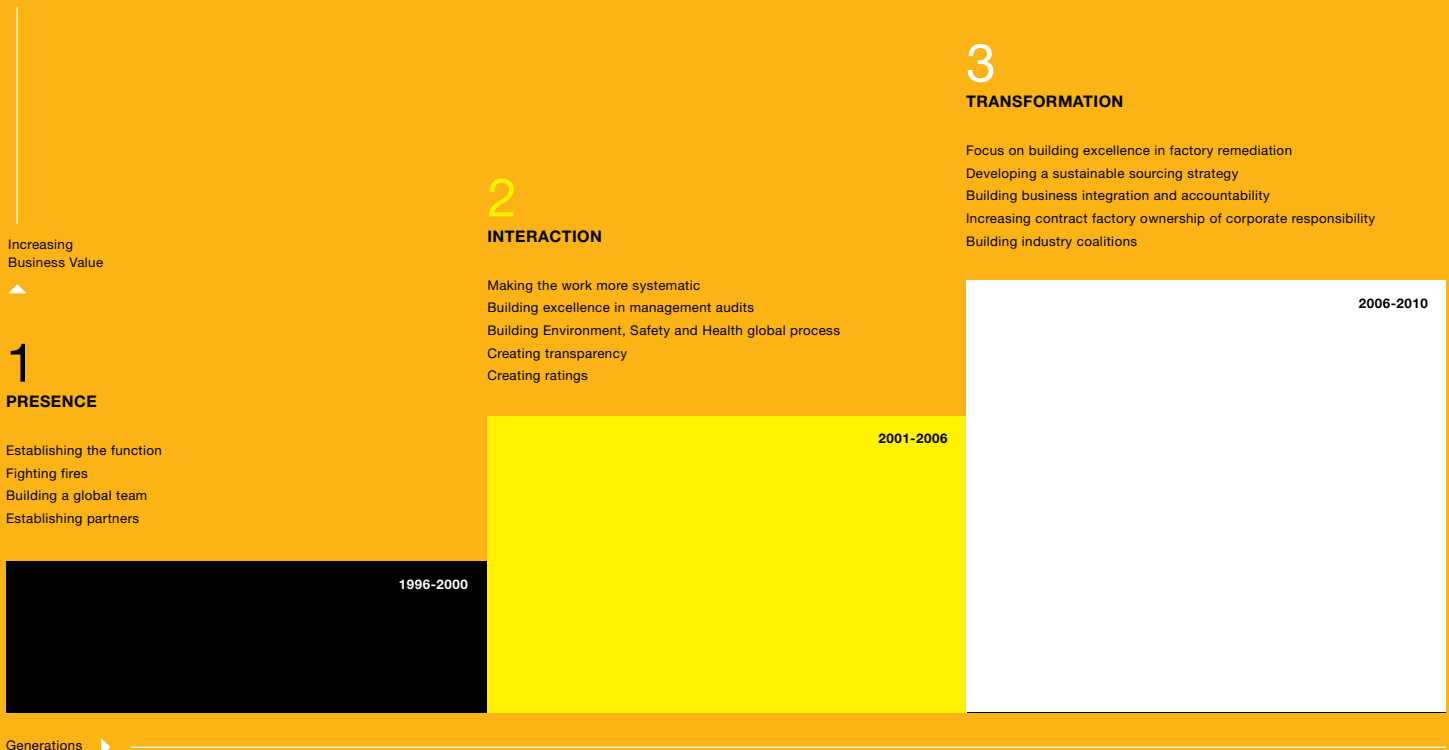 Increasing
Business Value
1
PRESENCE
Establishing the function
Fighting fires
Building a global team
Establishing partners
1996-2000
2
INTERACTION
Making the work more systematic
Building excellence in management audits
Building Environment, Safety and Health global process
Creating transparency
Creating ratings
2001-2006
3
TRANSFORMATION
Focus on building excellence in factory remediation
Developing a sustainable sourcing strategy
Building business integration and accountability
Increasing contract factory ownership of corporate responsibility
Building industry coalitions
2006-2010
Generations